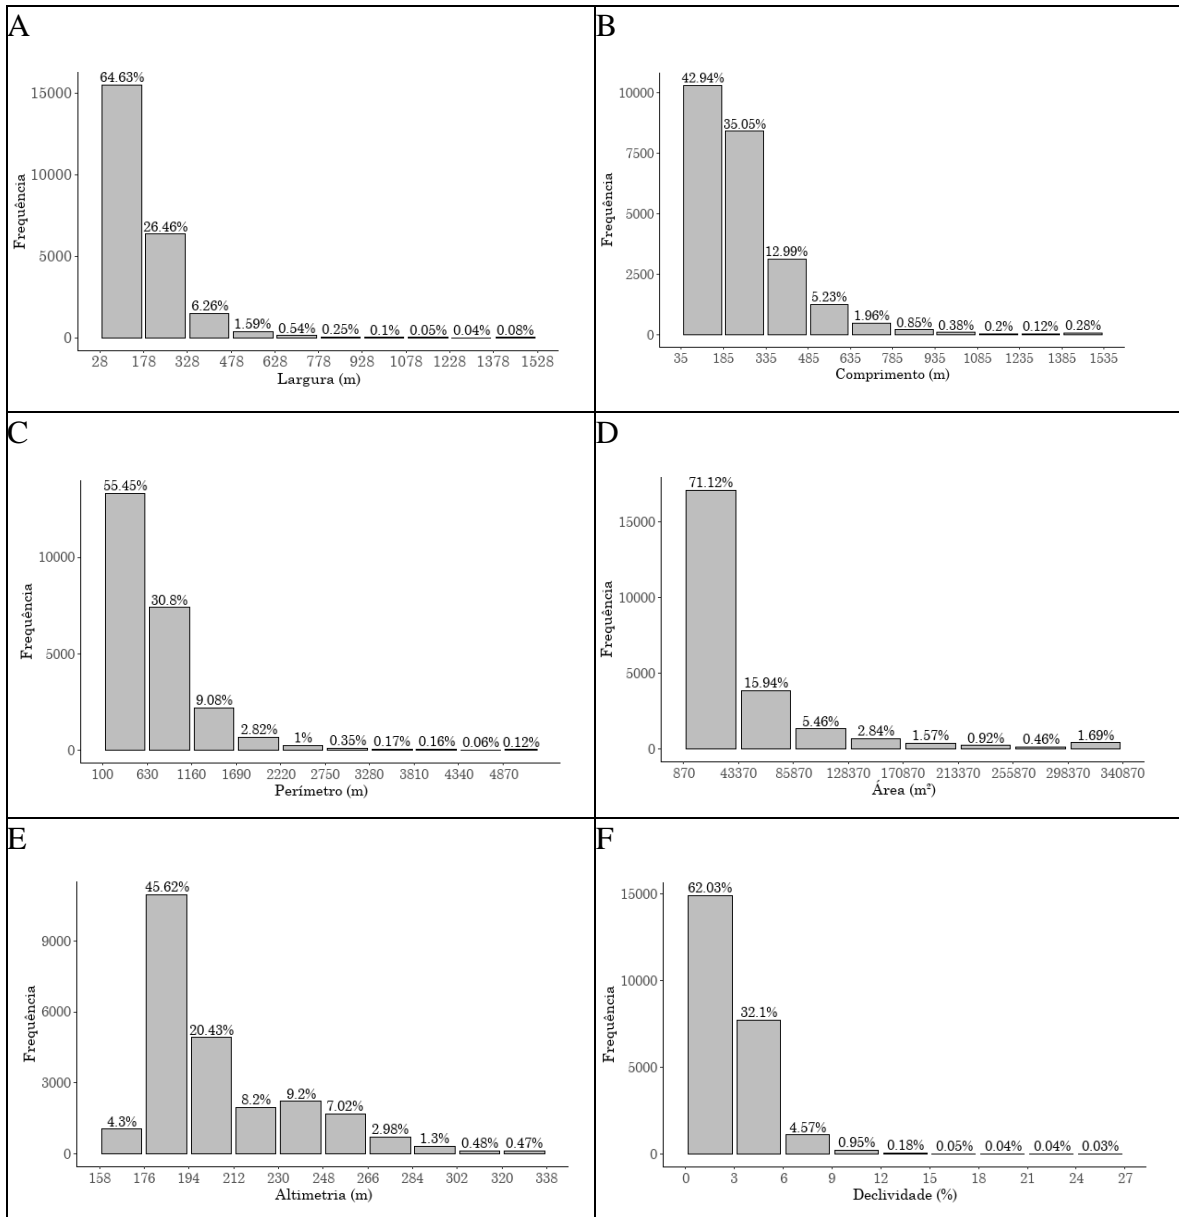 A
64.63%
15000
10000
5000
0
26.46%
6.26%
1.59% 0.54% 0.25% 0.1% 0.05% 0.04% 0.08%
28 178 328 478 628 778 928 1078 1228 1378 1528
Frequência
Largura (m)
B
42.94%
35.05%
12.99%
5.23%
1.96% 0.85% 0.38% 0.2% 0.12% 0.28%
10000
7500
5000
2500
0
35 185 335 485 635 785 935 1085 1235 1385 1535
Frequência
Comprimento (m)
C
55.45%
30.8%
9.08%
2.82% 1% 0.35% 0.17% 0.16% 0.06% 0.12%
10000
5000
0
100 630 1160 1690 2220 2750 3280 3810 4340 4870
Frequência
Perímetro (m)
D
71.12%
15.94%
5.46% 2.84% 1.57% 0.92% 0.46% 1.69%
15000
10000
5000
0
870 43370 85870 128370 170870 213370 255870 298370 340870
Frequência
Área (m²)
E
45.62%
4.3%
20.43%
8.2% 9.2% 7.02% 2.98% 1.3% 0.48% 0.47%
9000
6000
3000
0
158 176 194 212 230 248 266 284 302 320 338
Frequência
Altimetria (m)
F
62.03%
32.1%
4.57% 0.95% 0.18% 0.05% 0.04% 0.04% 0.03%
15000
10000
5000
0
0 3 6 9 12 15 18 21 24 27
Frequência
Declividade (%)